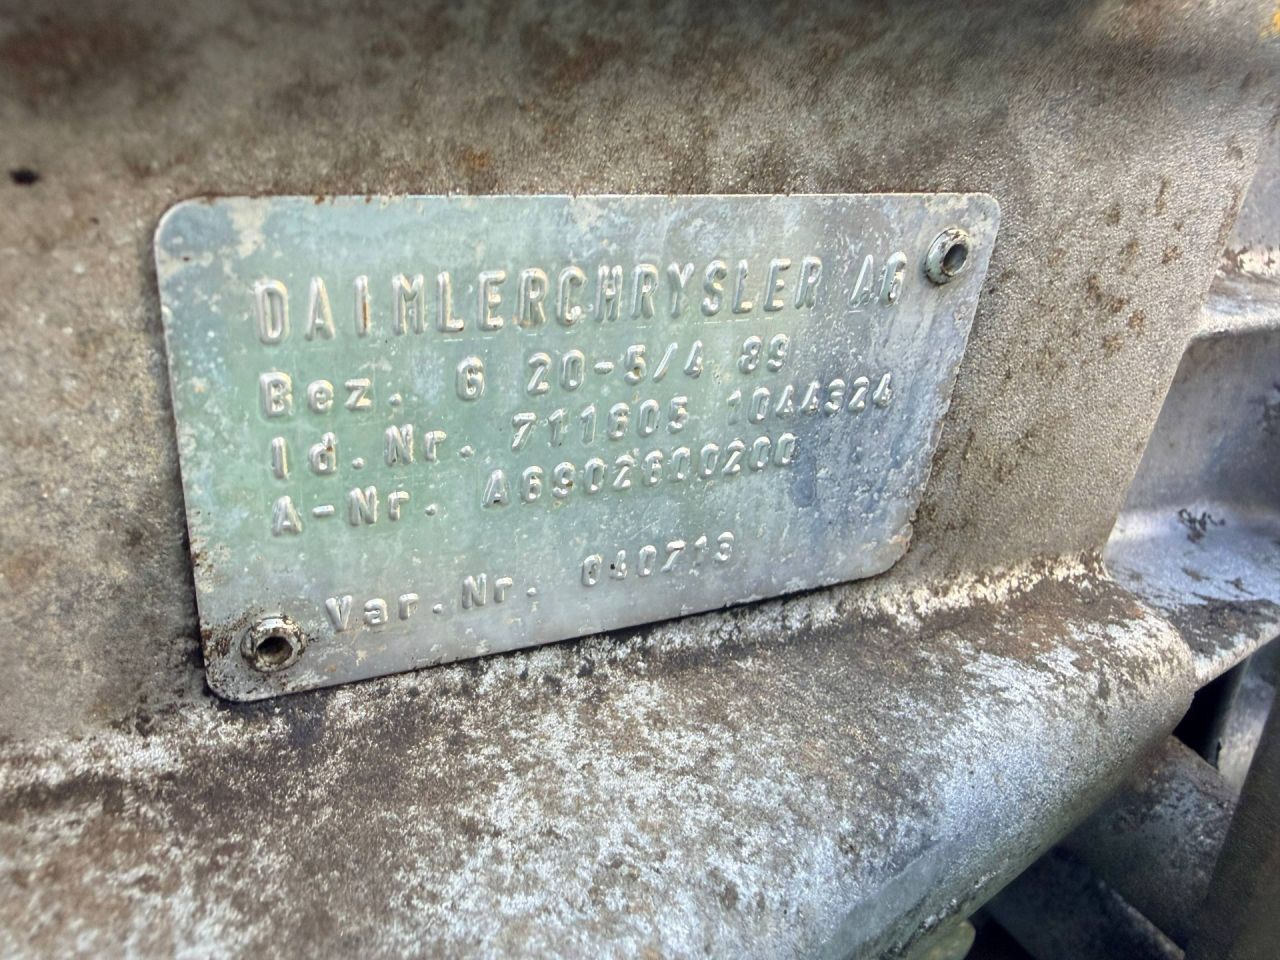 DAIMLERCHRYSLER AG
Bez. G 20-5/4 89
Id.Nr. 711605 1044324
A-Nr. A6902600200
Var.Nr. 040713